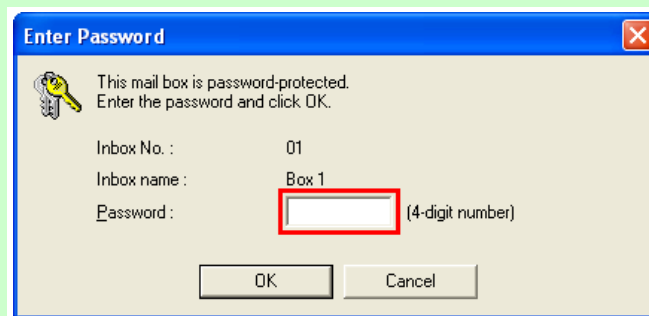 Enter Password
This mail box is password-protected.
Enter the password and click OK.
Inbox No. : 01
Inbox name : Box 1
Password : (4-digit number)
OK Cancel